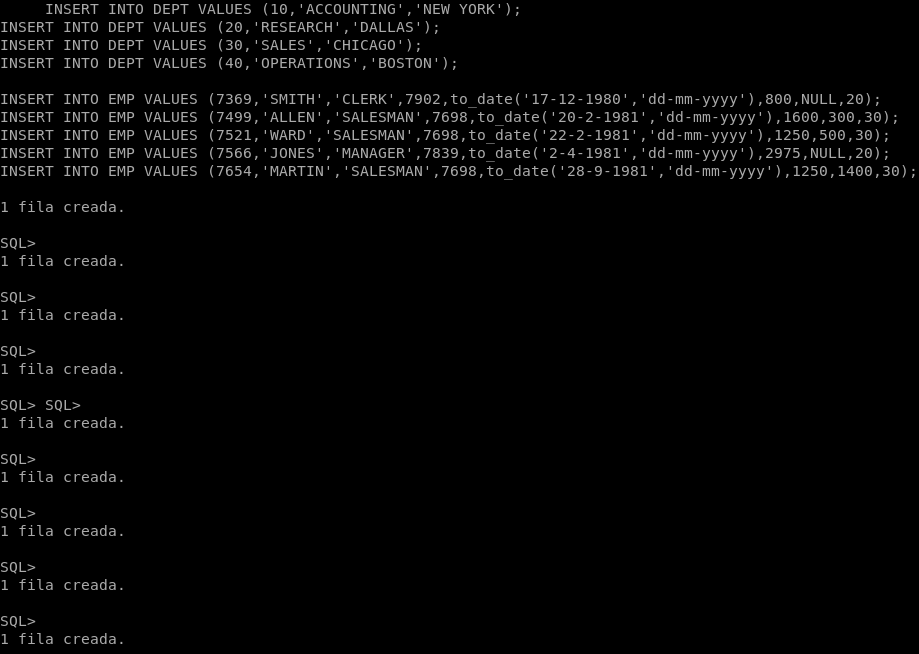 INSERT INTO DEPT VALUES (10,'ACCOUNTING','NEW YORK');
INSERT INTO DEPT VALUES (20,'RESEARCH','DALLAS');
INSERT INTO DEPT VALUES (30,'SALES','CHICAGO');
INSERT INTO DEPT VALUES (40,'OPERATIONS','BOSTON');
INSERT INTO EMP VALUES (7369,'SMITH','CLERK',7902,to_date('17-12-1980','dd-mm-yyyy'),800,NULL,20);
INSERT INTO EMP VALUES (7499,'ALLEN','SALESMAN',7698,to_date('20-2-1981','dd-mm-yyyy'),1600,300,30);
INSERT INTO EMP VALUES (7521,'WARD','SALESMAN',7698,to_date('22-2-1981','dd-mm-yyyy'),1250,500,30);
INSERT INTO EMP VALUES (7566,'JONES','MANAGER',7839,to_date('2-4-1981','dd-mm-yyyy'),2975,NULL,20);
INSERT INTO EMP VALUES (7654,'MARTIN','SALESMAN',7698,to_date('28-9-1981','dd-mm-yyyy'),1250,1400,30);
1 fila creada.
SQL>
1 fila creada.
SQL>
1 fila creada.
SQL>
1 fila creada.
SQL> SQL>
1 fila creada.
SQL>
1 fila creada.
SQL>
1 fila creada.
SQL>
1 fila creada.
SQL>
1 fila creada.